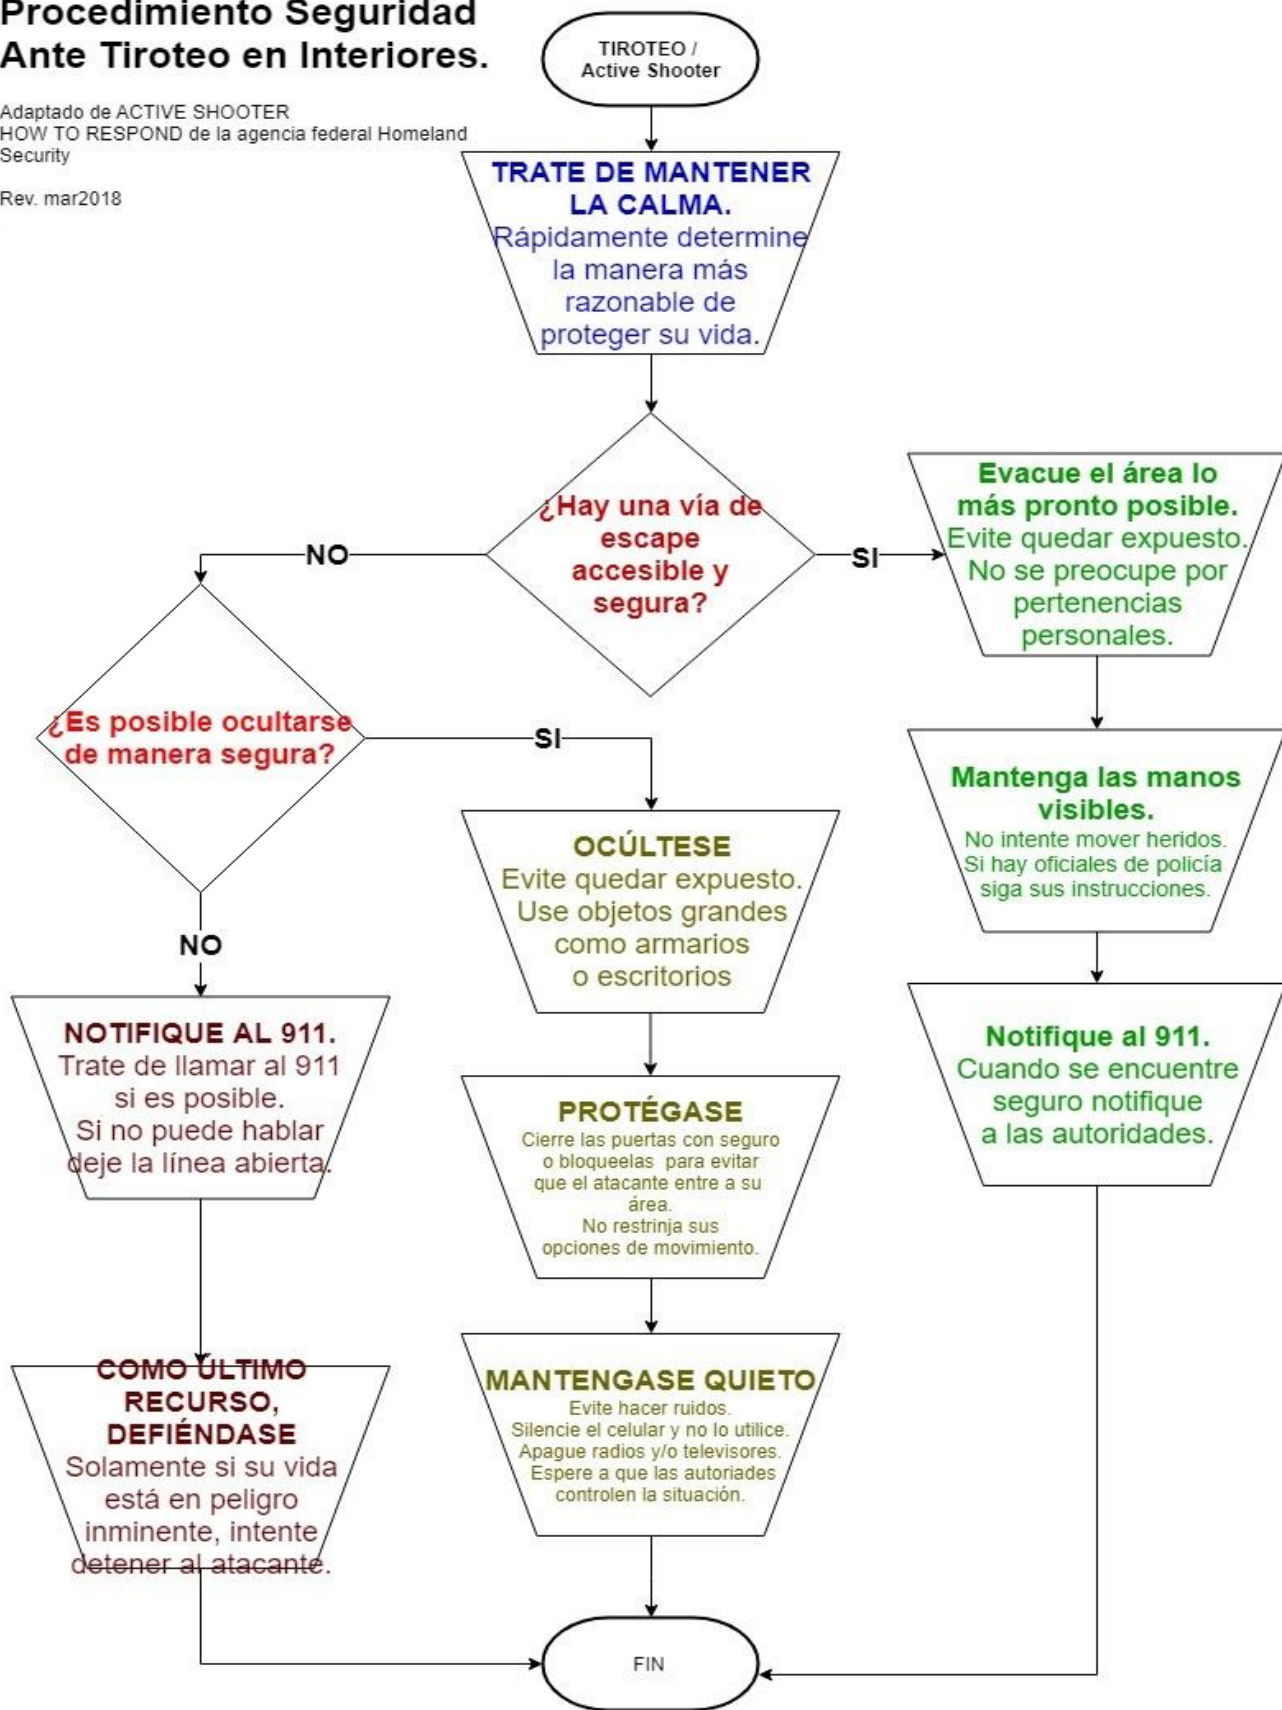 Procedimiento Seguridad
Ante Tiroteo en Interiores.
Adaptado de ACTIVE SHOOTER
HOW TO RESPOND de la agencia federal Homeland
Security
Rev. mar2018
TIROTEO /
Active Shooter
TRATE DE MANTENER
LA CALMA.
Rápidamente determine
la manera más
razonable de
proteger su vida.
¿Hay una vía de
escape
accesible y
segura?
NO
SI
Evacue el área lo
más pronto posible.
Evite quedar expuesto.
No se preocupe por
pertenencias
personales.
Mantenga las manos
visibles.
No intente mover heridos.
Si hay oficiales de policía
siga sus instrucciones.
Notifique al 911.
Cuando se encuentre
seguro notifique
a las autoridades.
¿Es posible ocultarse
de manera segura?
SI
OCÚLTESE
Evite quedar expuesto.
Use objetos grandes
como armarios
o escritorios
PROTÉGASE
Cierre las puertas con seguro
o bloqueelas para evitar
que el atacante entre a su
área.
No restrinja sus
opciones de movimiento.
MANTENGASE QUIETO
Evite hacer ruidos.
Silencie el celular y no lo utilice.
Apague radios y/o televisores.
Espere a que las autoriades
controlen la situación.
NO
NOTIFIQUE AL 911.
Trate de llamar al 911
si es posible.
Si no puede hablar
deje la línea abierta.
COMO ÚLTIMO
RECURSO,
DEFIÉNDASE
Solamente si su vida
está en peligro
inminente, intente
detener al atacante.
FIN